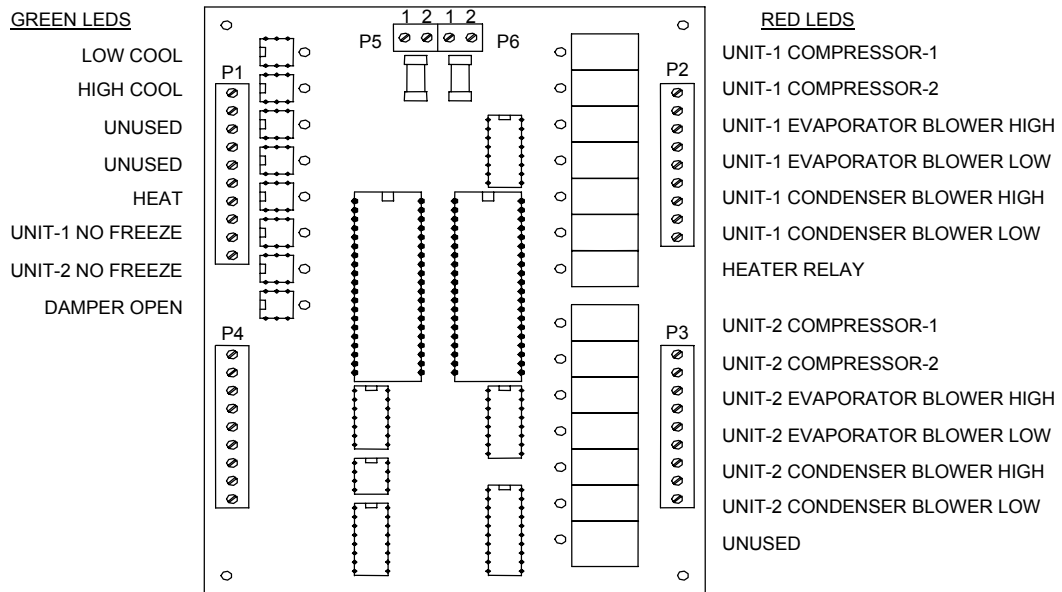 GREEN LEDS
LOW COOL
HIGH COOL
UNUSED
UNUSED
HEAT
UNIT-1 NO FREEZE
UNIT-2 NO FREEZE
DAMPER OPEN
1 2 1 2
P5 P6
P1
P2
P4
P3
RED LEDS
UNIT-1 COMPRESSOR-1
UNIT-1 COMPRESSOR-2
UNIT-1 EVAPORATOR BLOWER HIGH
UNIT-1 EVAPORATOR BLOWER LOW
UNIT-1 CONDENSER BLOWER HIGH
UNIT-1 CONDENSER BLOWER LOW
HEATER RELAY
UNIT-2 COMPRESSOR-1
UNIT-2 COMPRESSOR-2
UNIT-2 EVAPORATOR BLOWER HIGH
UNIT-2 EVAPORATOR BLOWER LOW
UNIT-2 CONDENSER BLOWER HIGH
UNIT-2 CONDENSER BLOWER LOW
UNUSED